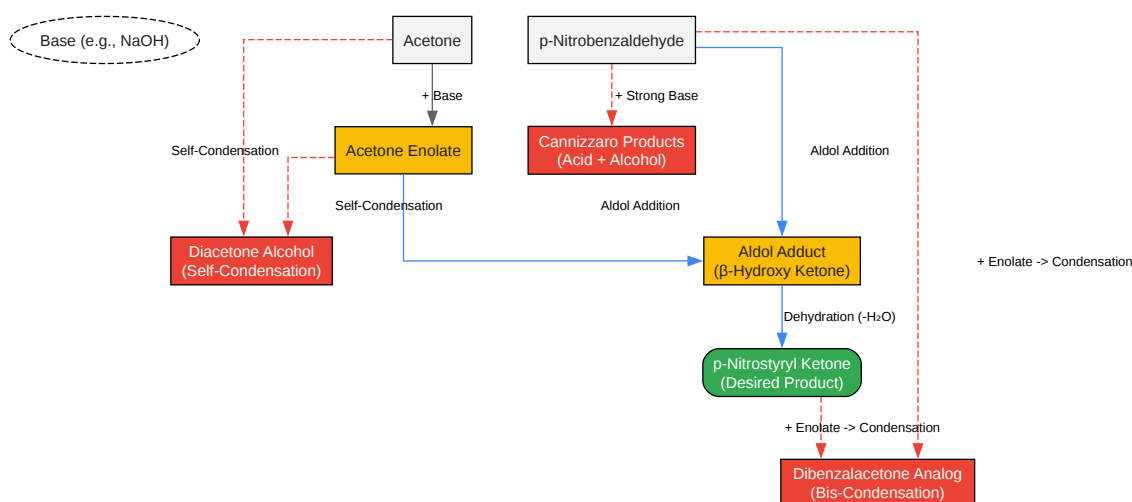 Base (e.g., NaOH)
Acetone
p-Nitrobenzaldehyde
+ Base
+ Strong Base
Acetone Enolate
Cannizzaro Products
(Acid + Alcohol)
Self-Condensation
Aldol Addition
Self-Condensation
Aldol Addition
Diacetone Alcohol
(Self-Condensation)
Aldol Adduct
(β-Hydroxy Ketone)
+ Enolate -> Condensation
Dehydration (-H₂O)
p-Nitrostyryl Ketone
(Desired Product)
+ Enolate -> Condensation
Dibenzalacetone Analog
(Bis-Condensation)